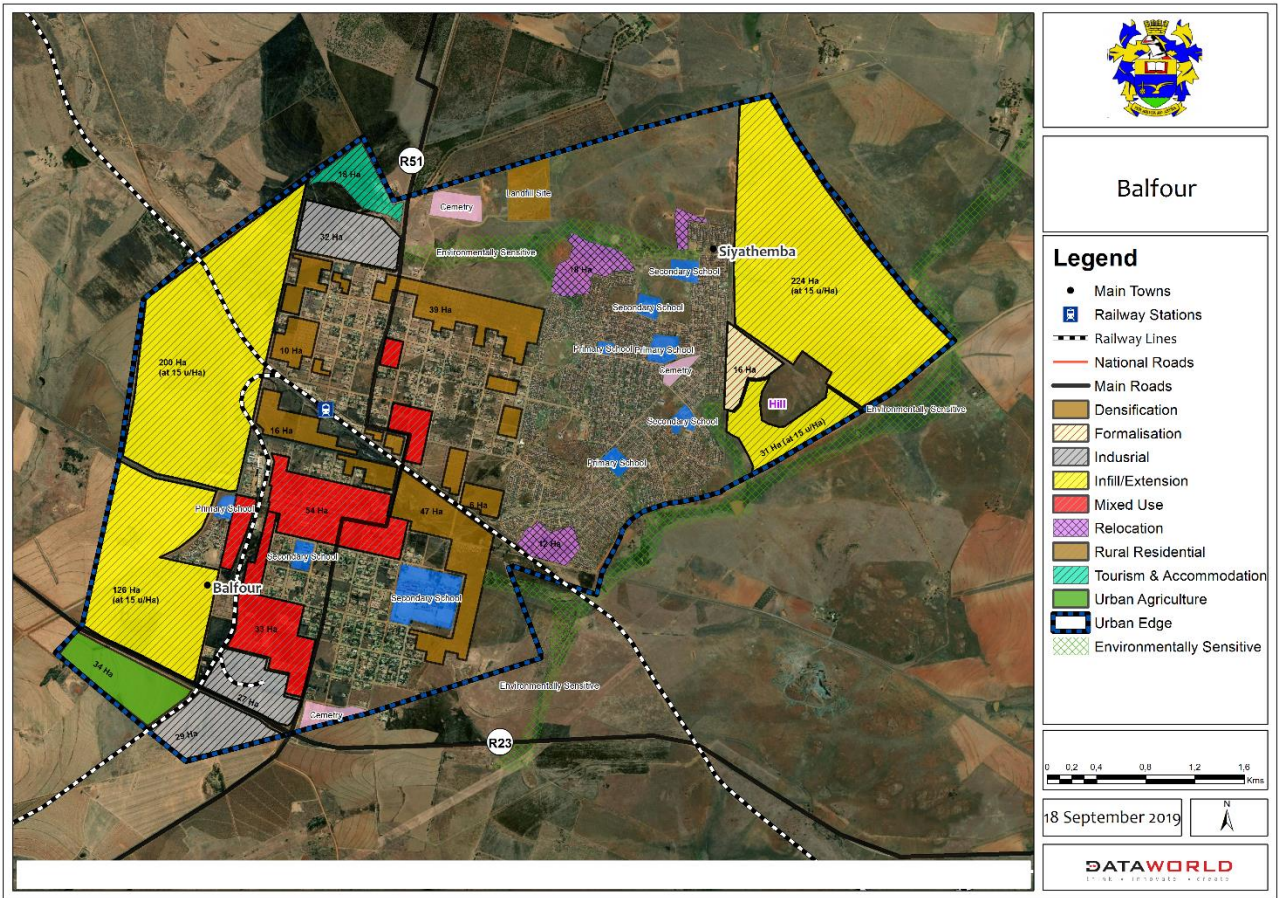 R51
16 Ha
Landfill Site
Cemetry
32 Ha
Environmentally Sensitive
Siyathemba
18 Ha
Secondary School
224 Ha
(at 15 u/Ha)
Secondary School
39 Ha
Primary School
Primary School
10 Ha
200 Ha
(at 15 u/Ha)
Cemetry
16 Ha
Hill
Environmentally Sensitive
Secondary School
16 Ha
31 Ha (at 15 u/Ha)
Primary School
Primary School
54 Ha
47 Ha
12 Ha
Secondary School
Balfour
126 Ha
(at 15 u/Ha)
Secondary School
33 Ha
34 Ha
Environmentally Sensitive
27 Ha
Cemetry
29 Ha
R23
Balfour
Legend
Main Towns
Railway Stations
Railway Lines
National Roads
Main Roads
Densification
Formalisation
Indusrial
Infill/Extension
Mixed Use
Relocation
Rural Residential
Tourism & Accommodation
Urban Agriculture
Urban Edge
Environmentally Sensitive
0 0,2 0,4 0,8 1,2 1,6
Kms
18 September 2019
N
DATAWORLD